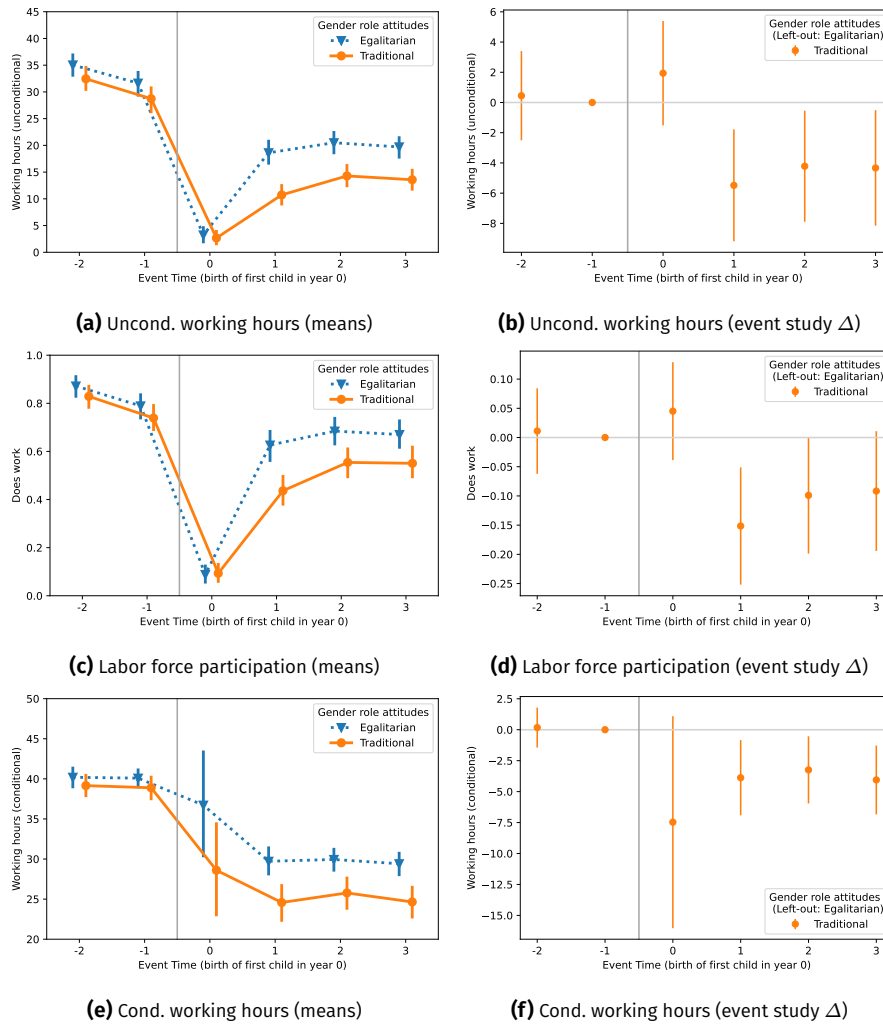 45
40
35
30
25
20
15
10
5
0
Working hours (unconditional)
Gender role attitudes
Egalitarian
Traditional
-2 -1 0 1 2 3
Event Time (birth of first child in year 0)
(a) Uncond. working hours (means)
6
4
2
0
−2
−4
−6
−8
Working hours (unconditional)
Gender role attitudes
(Left-out: Egalitarian)
Traditional
-2 -1 0 1 2 3
Event Time (birth of first child in year 0)
(b) Uncond. working hours (event study Δ)
1.0
0.8
0.6
0.4
0.2
0.0
Does work
Gender role attitudes
Egalitarian
Traditional
-2 -1 0 1 2 3
Event Time (birth of first child in year 0)
(c) Labor force participation (means)
0.10
0.05
0.00
−0.05
−0.10
−0.15
−0.20
−0.25
Does work
Gender role attitudes
(Left-out: Egalitarian)
Traditional
-2 -1 0 1 2 3
Event Time (birth of first child in year 0)
(d) Labor force participation (event study Δ)
50
45
40
35
30
25
20
Working hours (conditional)
Gender role attitudes
Egalitarian
Traditional
-2 -1 0 1 2 3
Event Time (birth of first child in year 0)
(e) Cond. working hours (means)
2.5
0.0
−2.5
−5.0
−7.5
−10.0
−12.5
−15.0
Working hours (conditional)
Gender role attitudes
(Left-out: Egalitarian)
Traditional
-2 -1 0 1 2 3
Event Time (birth of first child in year 0)
(f) Cond. working hours (event study Δ)